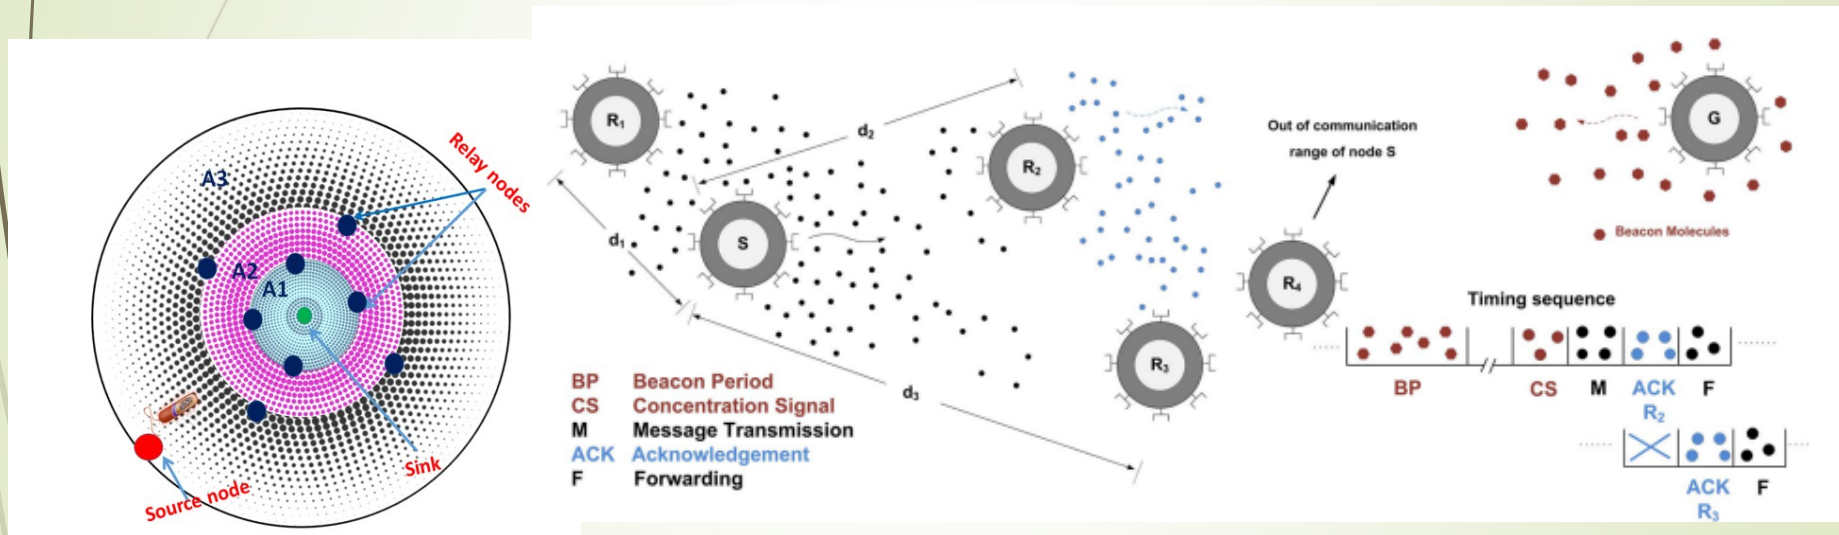 A3
A2
A1
Relay nodes
Sink
Source node
R₁
d₂
R₂
d₁
S
d₃
R₃
Out of communication
range of node S
R₄
G
Beacon Molecules
BP Beacon Period
CS Concentration Signal
M Message Transmission
ACK Acknowledgement
F Forwarding
Timing sequence
BP CS M ACK F
R₂
ACK F
R₃